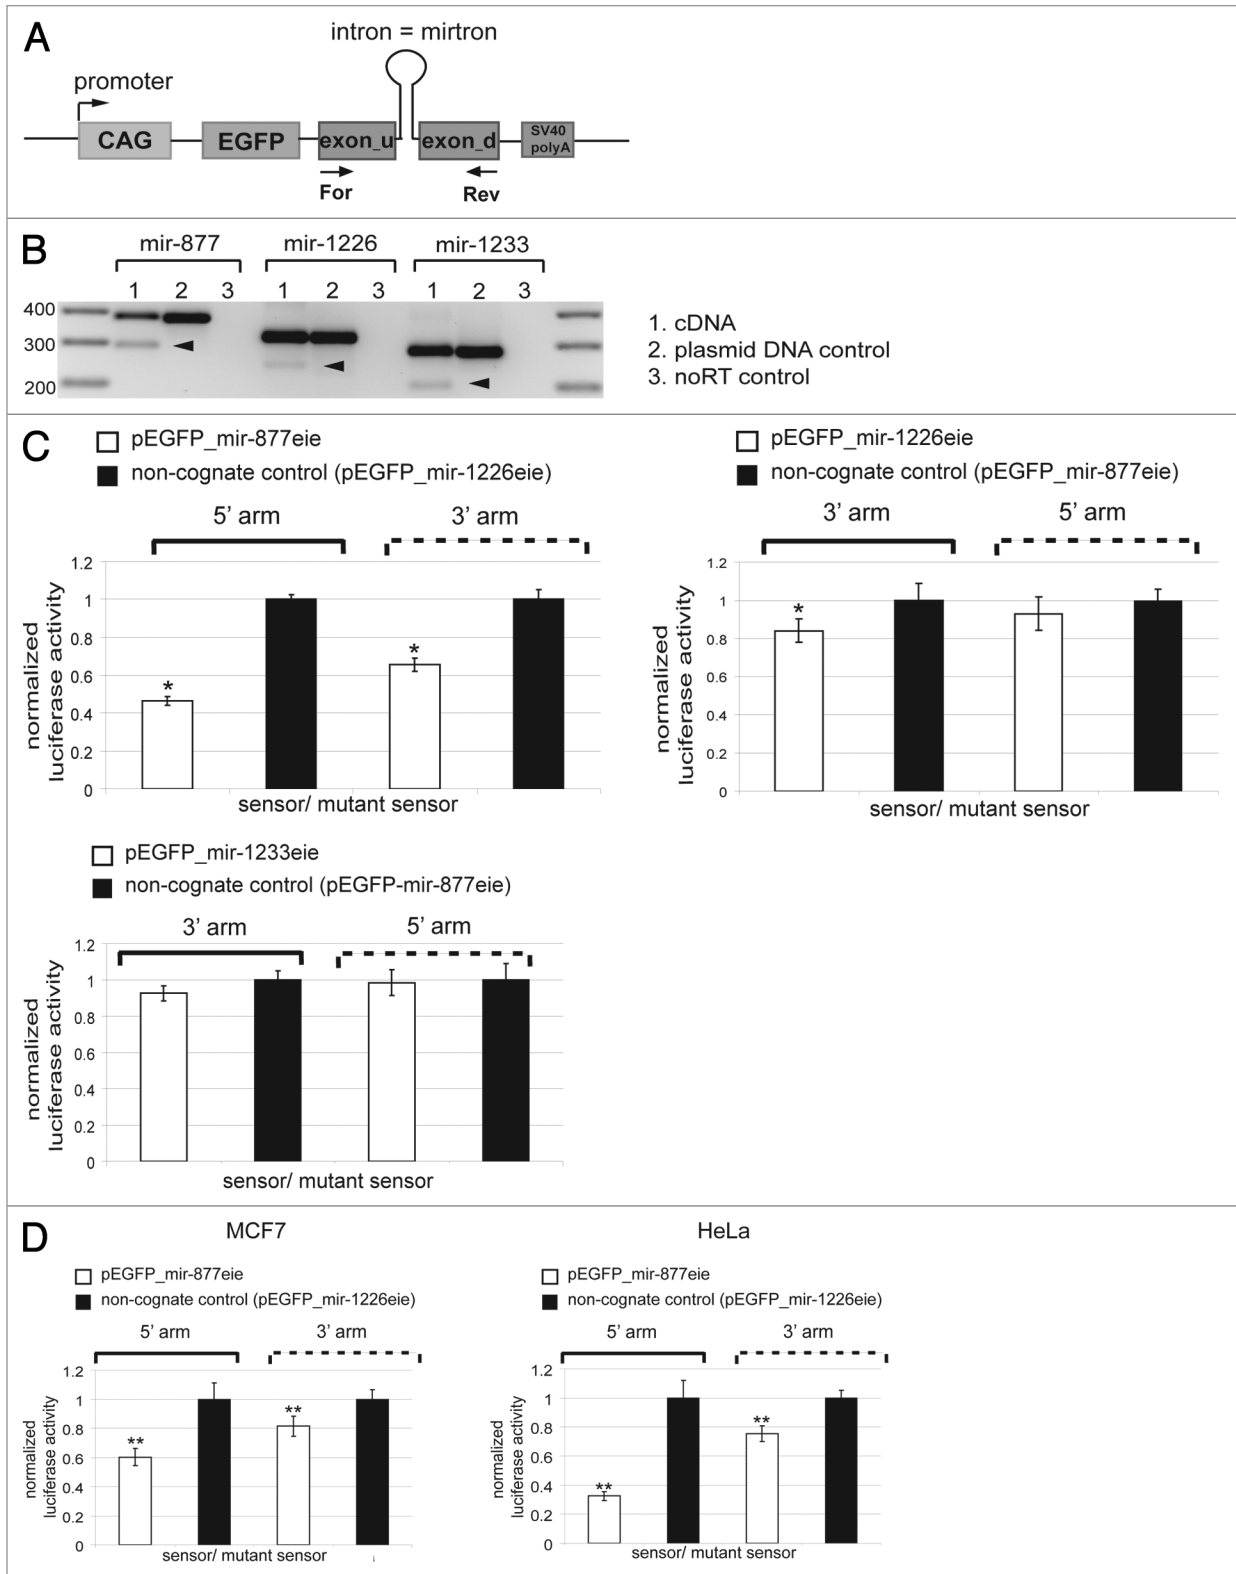 A
intron = mirtron
promoter
CAG
EGFP
exon_u
exon_d
SV40
polyA
For
Rev
B
mir-877
mir-1226
mir-1233
1 2 3 1 2 3 1 2 3
400
300
200
1. cDNA
2. plasmid DNA control
3. noRT control
C
pEGFP_mir-877eie
non-cognate control (pEGFP_mir-1226eie)
5’ arm
3’ arm
normalized
luciferase activity
1.2
1
0.8
0.6
0.4
0.2
0
*
*
sensor/ mutant sensor
pEGFP_mir-1226eie
non-cognate control (pEGFP_mir-877eie)
3’ arm
5’ arm
normalized
luciferase activity
1.2
1
0.8
0.6
0.4
0.2
0
*
sensor/ mutant sensor
pEGFP_mir-1233eie
non-cognate control (pEGFP-mir-877eie)
3’ arm
5’ arm
normalized
luciferase activity
1.2
1
0.8
0.6
0.4
0.2
0
sensor/ mutant sensor
D
MCF7
pEGFP_mir-877eie
non-cognate control (pEGFP_mir-1226eie)
5’ arm
3’ arm
normalized
luciferase activity
1.2
1
0.8
0.6
0.4
0.2
0
**
**
sensor/ mutant sensor
HeLa
pEGFP_mir-877eie
non-cognate control (pEGFP_mir-1226eie)
5’ arm
3’ arm
normalized
luciferase activity
1.2
1
0.8
0.6
0.4
0.2
0
**
**
sensor/ mutant sensor